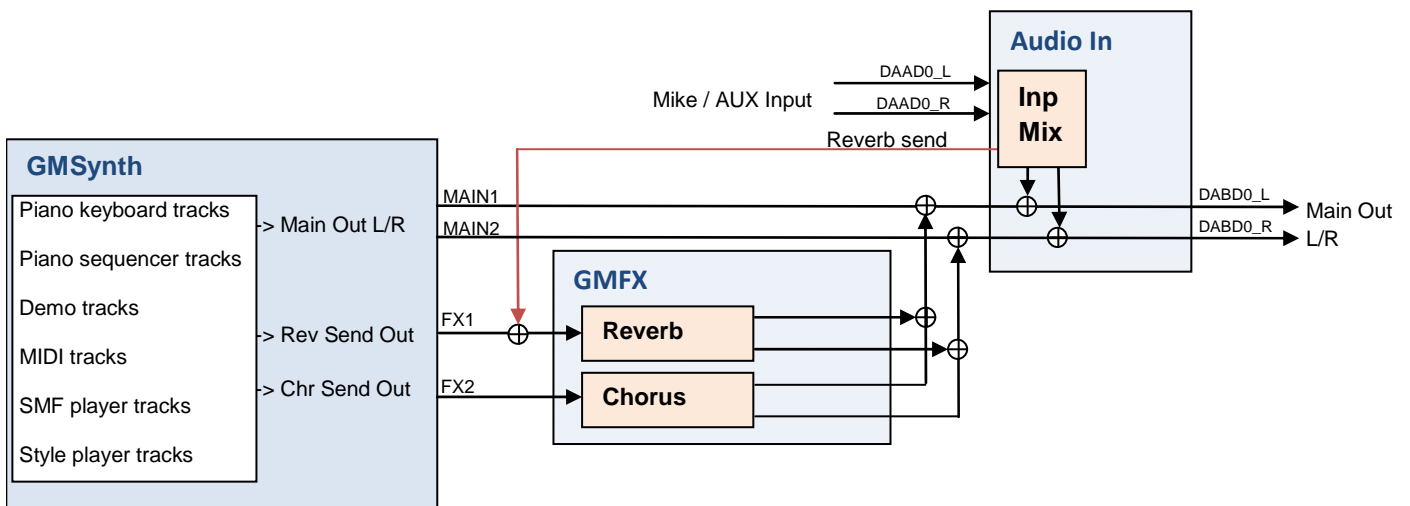 Audio In
DAAD0_L
Mike / AUX Input
DAAD0_R
Inp
Mix
Reverb send
GMSynth
Piano keyboard tracks
Piano sequencer tracks
Demo tracks
MIDI tracks
SMF player tracks
Style player tracks
-> Main Out L/R
-> Rev Send Out
-> Chr Send Out
MAIN1
MAIN2
FX1
FX2
GMFX
Reverb
Chorus
DABD0_L
DABD0_R
Main Out
L/R